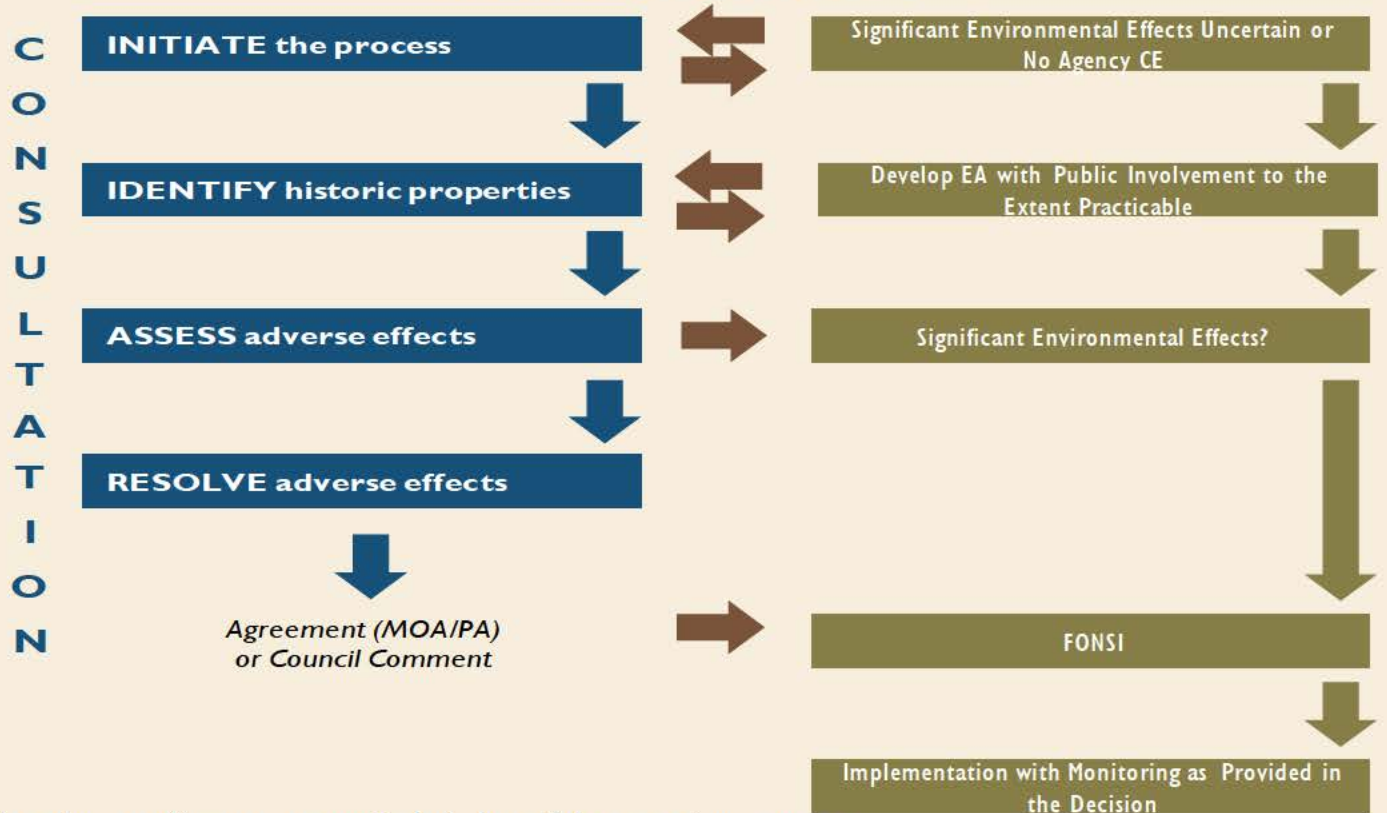 CONSULTATION
INITIATE the process
Significant Environmental Effects Uncertain or
No Agency CE
IDENTIFY historic properties
Develop EA with Public Involvement to the
Extent Practicable
ASSESS adverse effects
Significant Environmental Effects?
RESOLVE adverse effects
Agreement (MOA/PA)
or Council Comment
FONSI
Implementation with Monitoring as Provided in
the Decision